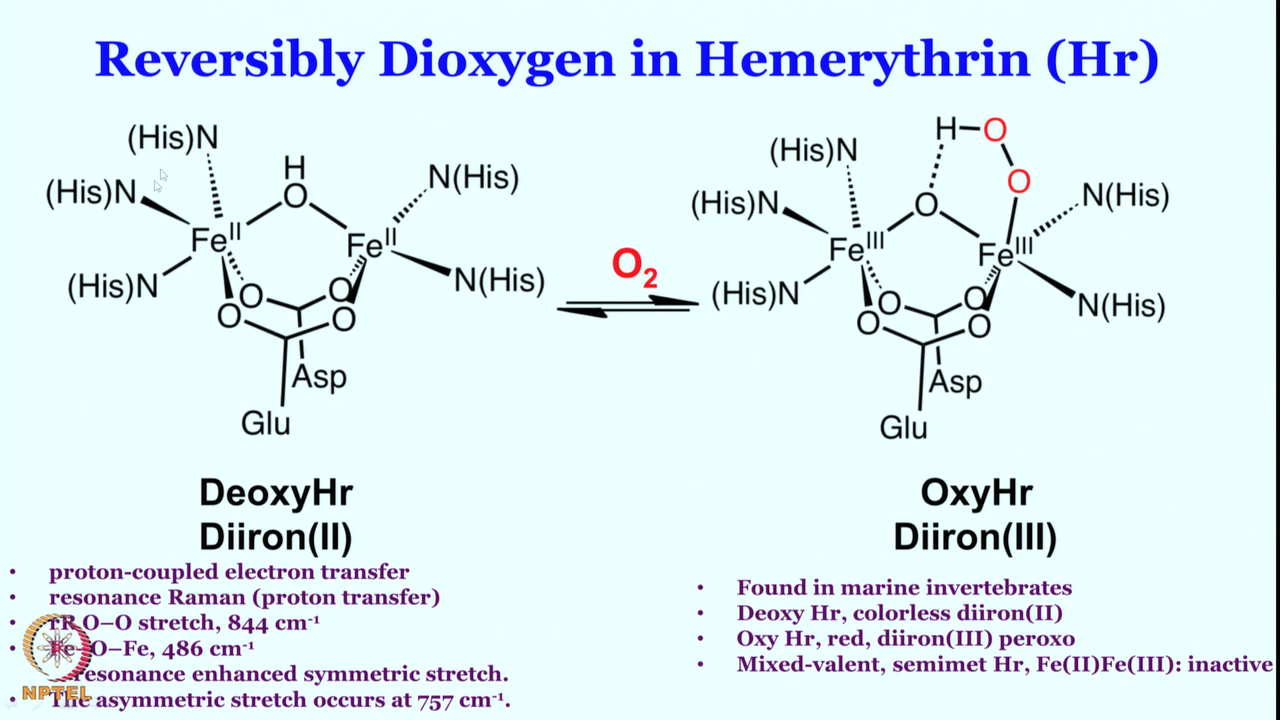 Reversibly Dioxygen in Hemerythrin (Hr)
(His)N
(His)N
(His)N
H
O
Fe^II
Fe^II
N(His)
N(His)
O
O
O
O
Asp
Glu
O₂
(His)N
(His)N
(His)N
H–O
O
O
Fe^III
Fe^III
N(His)
N(His)
O
O
O
O
Asp
Glu
DeoxyHr
Diiron(II)
OxyHr
Diiron(III)
• proton-coupled electron transfer
• resonance Raman (proton transfer)
• rR O–O stretch, 844 cm⁻¹
• Fe–O–Fe, 486 cm⁻¹
resonance enhanced symmetric stretch.
• The asymmetric stretch occurs at 757 cm⁻¹.
• Found in marine invertebrates
• Deoxy Hr, colorless diiron(II)
• Oxy Hr, red, diiron(III) peroxo
• Mixed-valent, semimet Hr, Fe(II)Fe(III): inactive
NPTEL